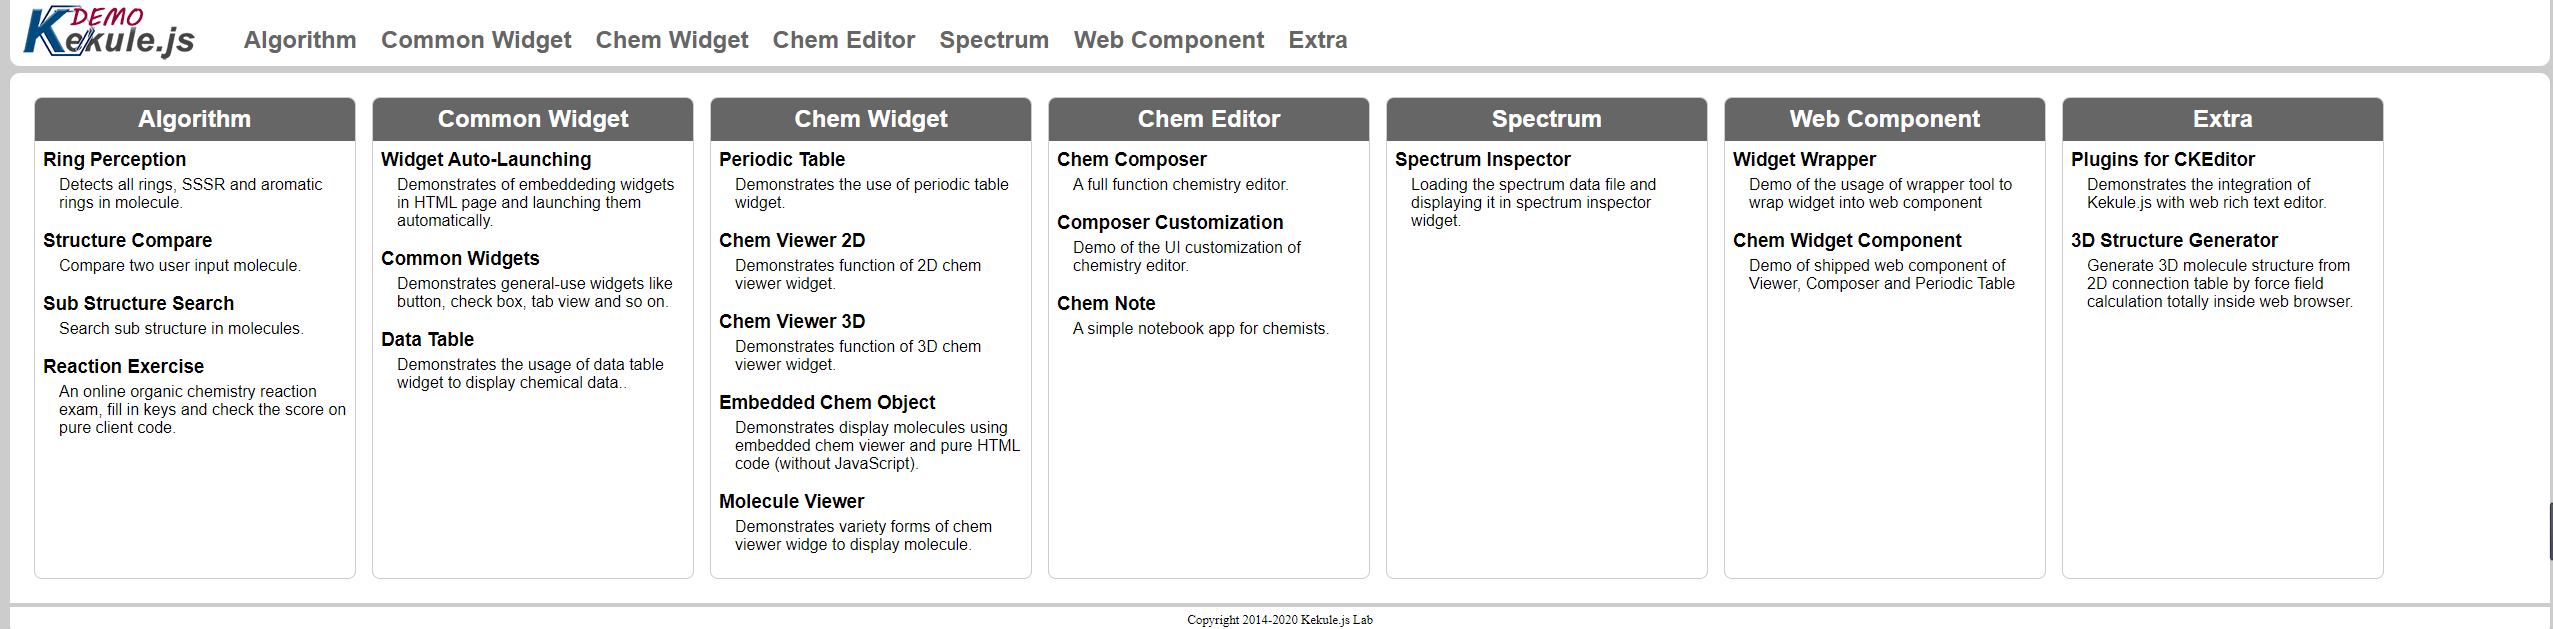 DEMO
Kekule.js
Algorithm Common Widget Chem Widget Chem Editor Spectrum Web Component Extra
Algorithm
Ring Perception
Detects all rings, SSSR and aromatic
rings in molecule.
Structure Compare
Compare two user input molecule.
Sub Structure Search
Search sub structure in molecules.
Reaction Exercise
An online organic chemistry reaction
exam, fill in keys and check the score on
pure client code.
Common Widget
Widget Auto-Launching
Demonstrates of embeddeding widgets
in HTML page and launching them
automatically.
Common Widgets
Demonstrates general-use widgets like
button, check box, tab view and so on.
Data Table
Demonstrates the usage of data table
widget to display chemical data..
Chem Widget
Periodic Table
Demonstrates the use of periodic table
widget.
Chem Viewer 2D
Demonstrates function of 2D chem
viewer widget.
Chem Viewer 3D
Demonstrates function of 3D chem
viewer widget.
Embedded Chem Object
Demonstrates display molecules using
embedded chem viewer and pure HTML
code (without JavaScript).
Molecule Viewer
Demonstrates variety forms of chem
viewer widge to display molecule.
Chem Editor
Chem Composer
A full function chemistry editor.
Composer Customization
Demo of the UI customization of
chemistry editor.
Chem Note
A simple notebook app for chemists.
Spectrum
Spectrum Inspector
Loading the spectrum data file and
displaying it in spectrum inspector
widget.
Web Component
Widget Wrapper
Demo of the usage of wrapper tool to
wrap widget into web component
Chem Widget Component
Demo of shipped web component of
Viewer, Composer and Periodic Table
Extra
Plugins for CKEditor
Demonstrates the integration of
Kekule.js with web rich text editor.
3D Structure Generator
Generate 3D molecule structure from
2D connection table by force field
calculation totally inside web browser.
Copyright 2014-2020 Kekule.js Lab